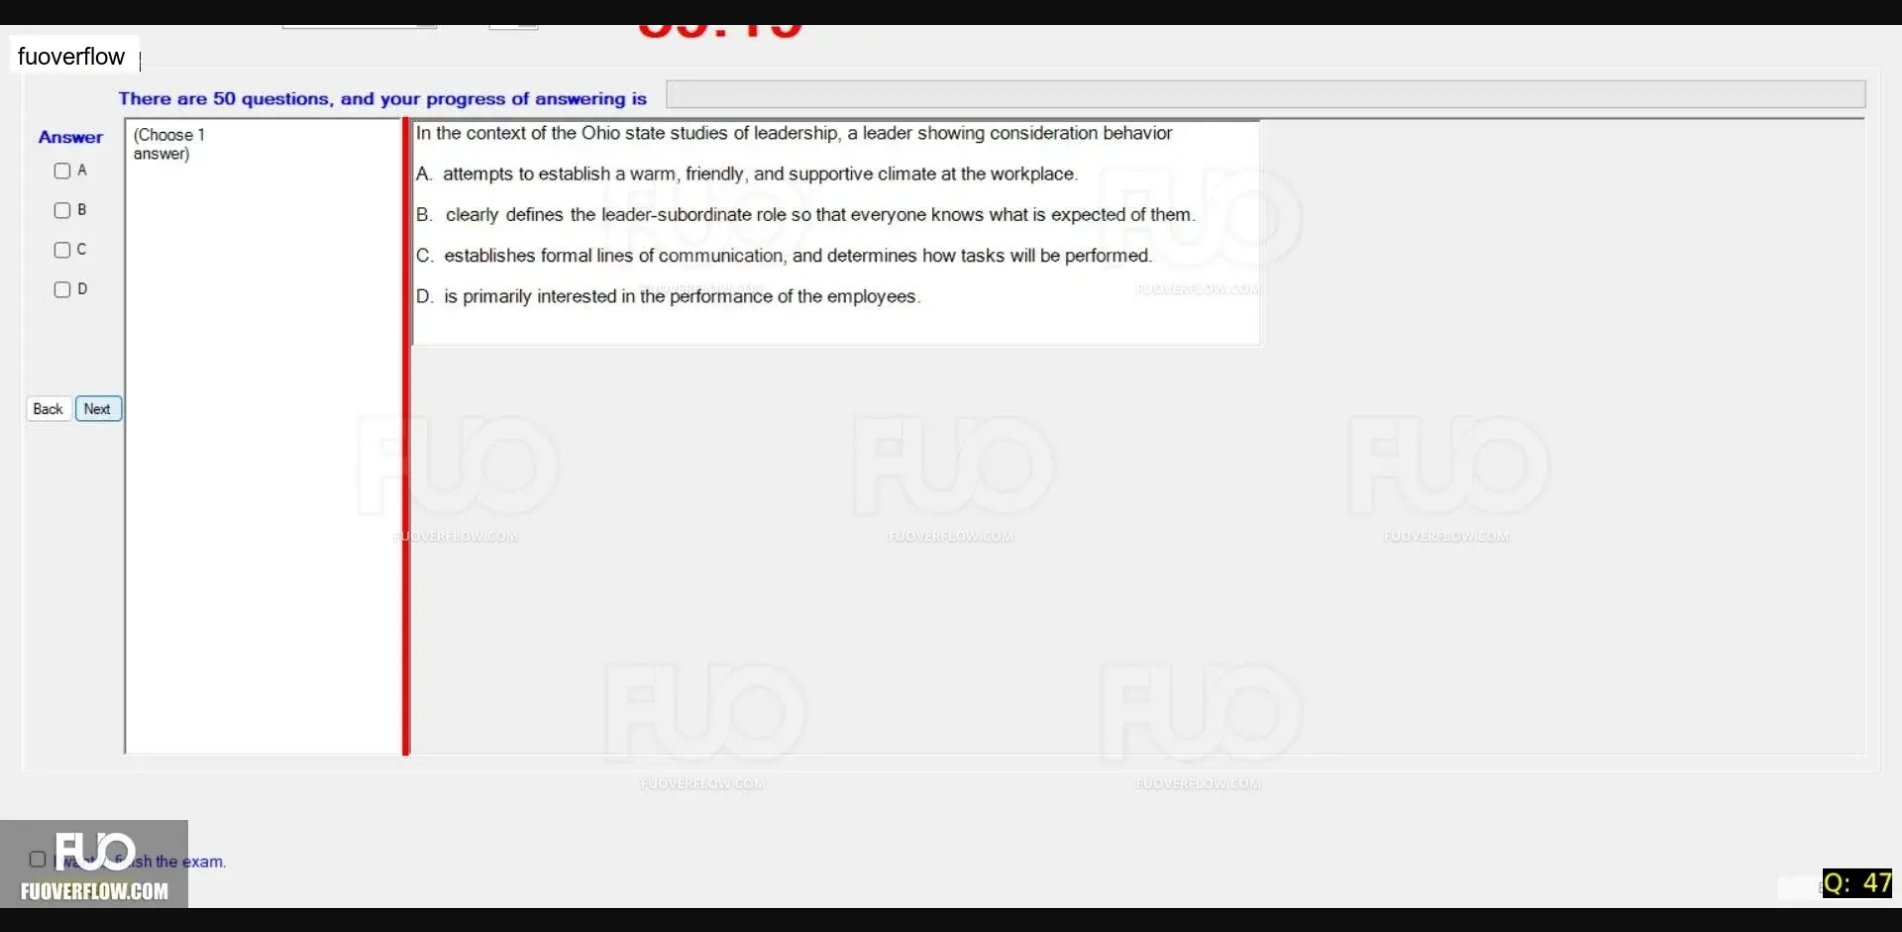 fuoverflow
There are 50 questions, and your progress of answering is
Answer
(Choose 1
answer)
A
B
C
D
Back
Next
In the context of the Ohio state studies of leadership, a leader showing consideration behavior
A. attempts to establish a warm, friendly, and supportive climate at the workplace.
B. clearly defines the leader-subordinate role so that everyone knows what is expected of them.
C. establishes formal lines of communication, and determines how tasks will be performed.
D. is primarily interested in the performance of the employees.
FUO
FUOVERFLOW.COM
FUO
FUOVERFLOW.COM
FUO
FUOVERFLOW.COM
FUO
FUOVERFLOW.COM
FUO
FUOVERFLOW.COM
FUO
FUOVERFLOW.COM
FUO
FUOVERFLOW.COM
the exam.
FUO
FUOVERFLOW.COM
Q: 47